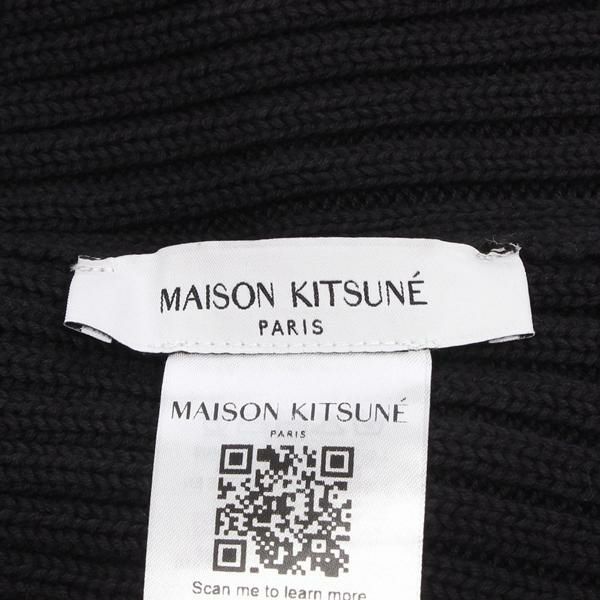 MAISON KITSUNÉ
PARIS
MAISON KITSUNÉ
PARIS
Scan me to learn more